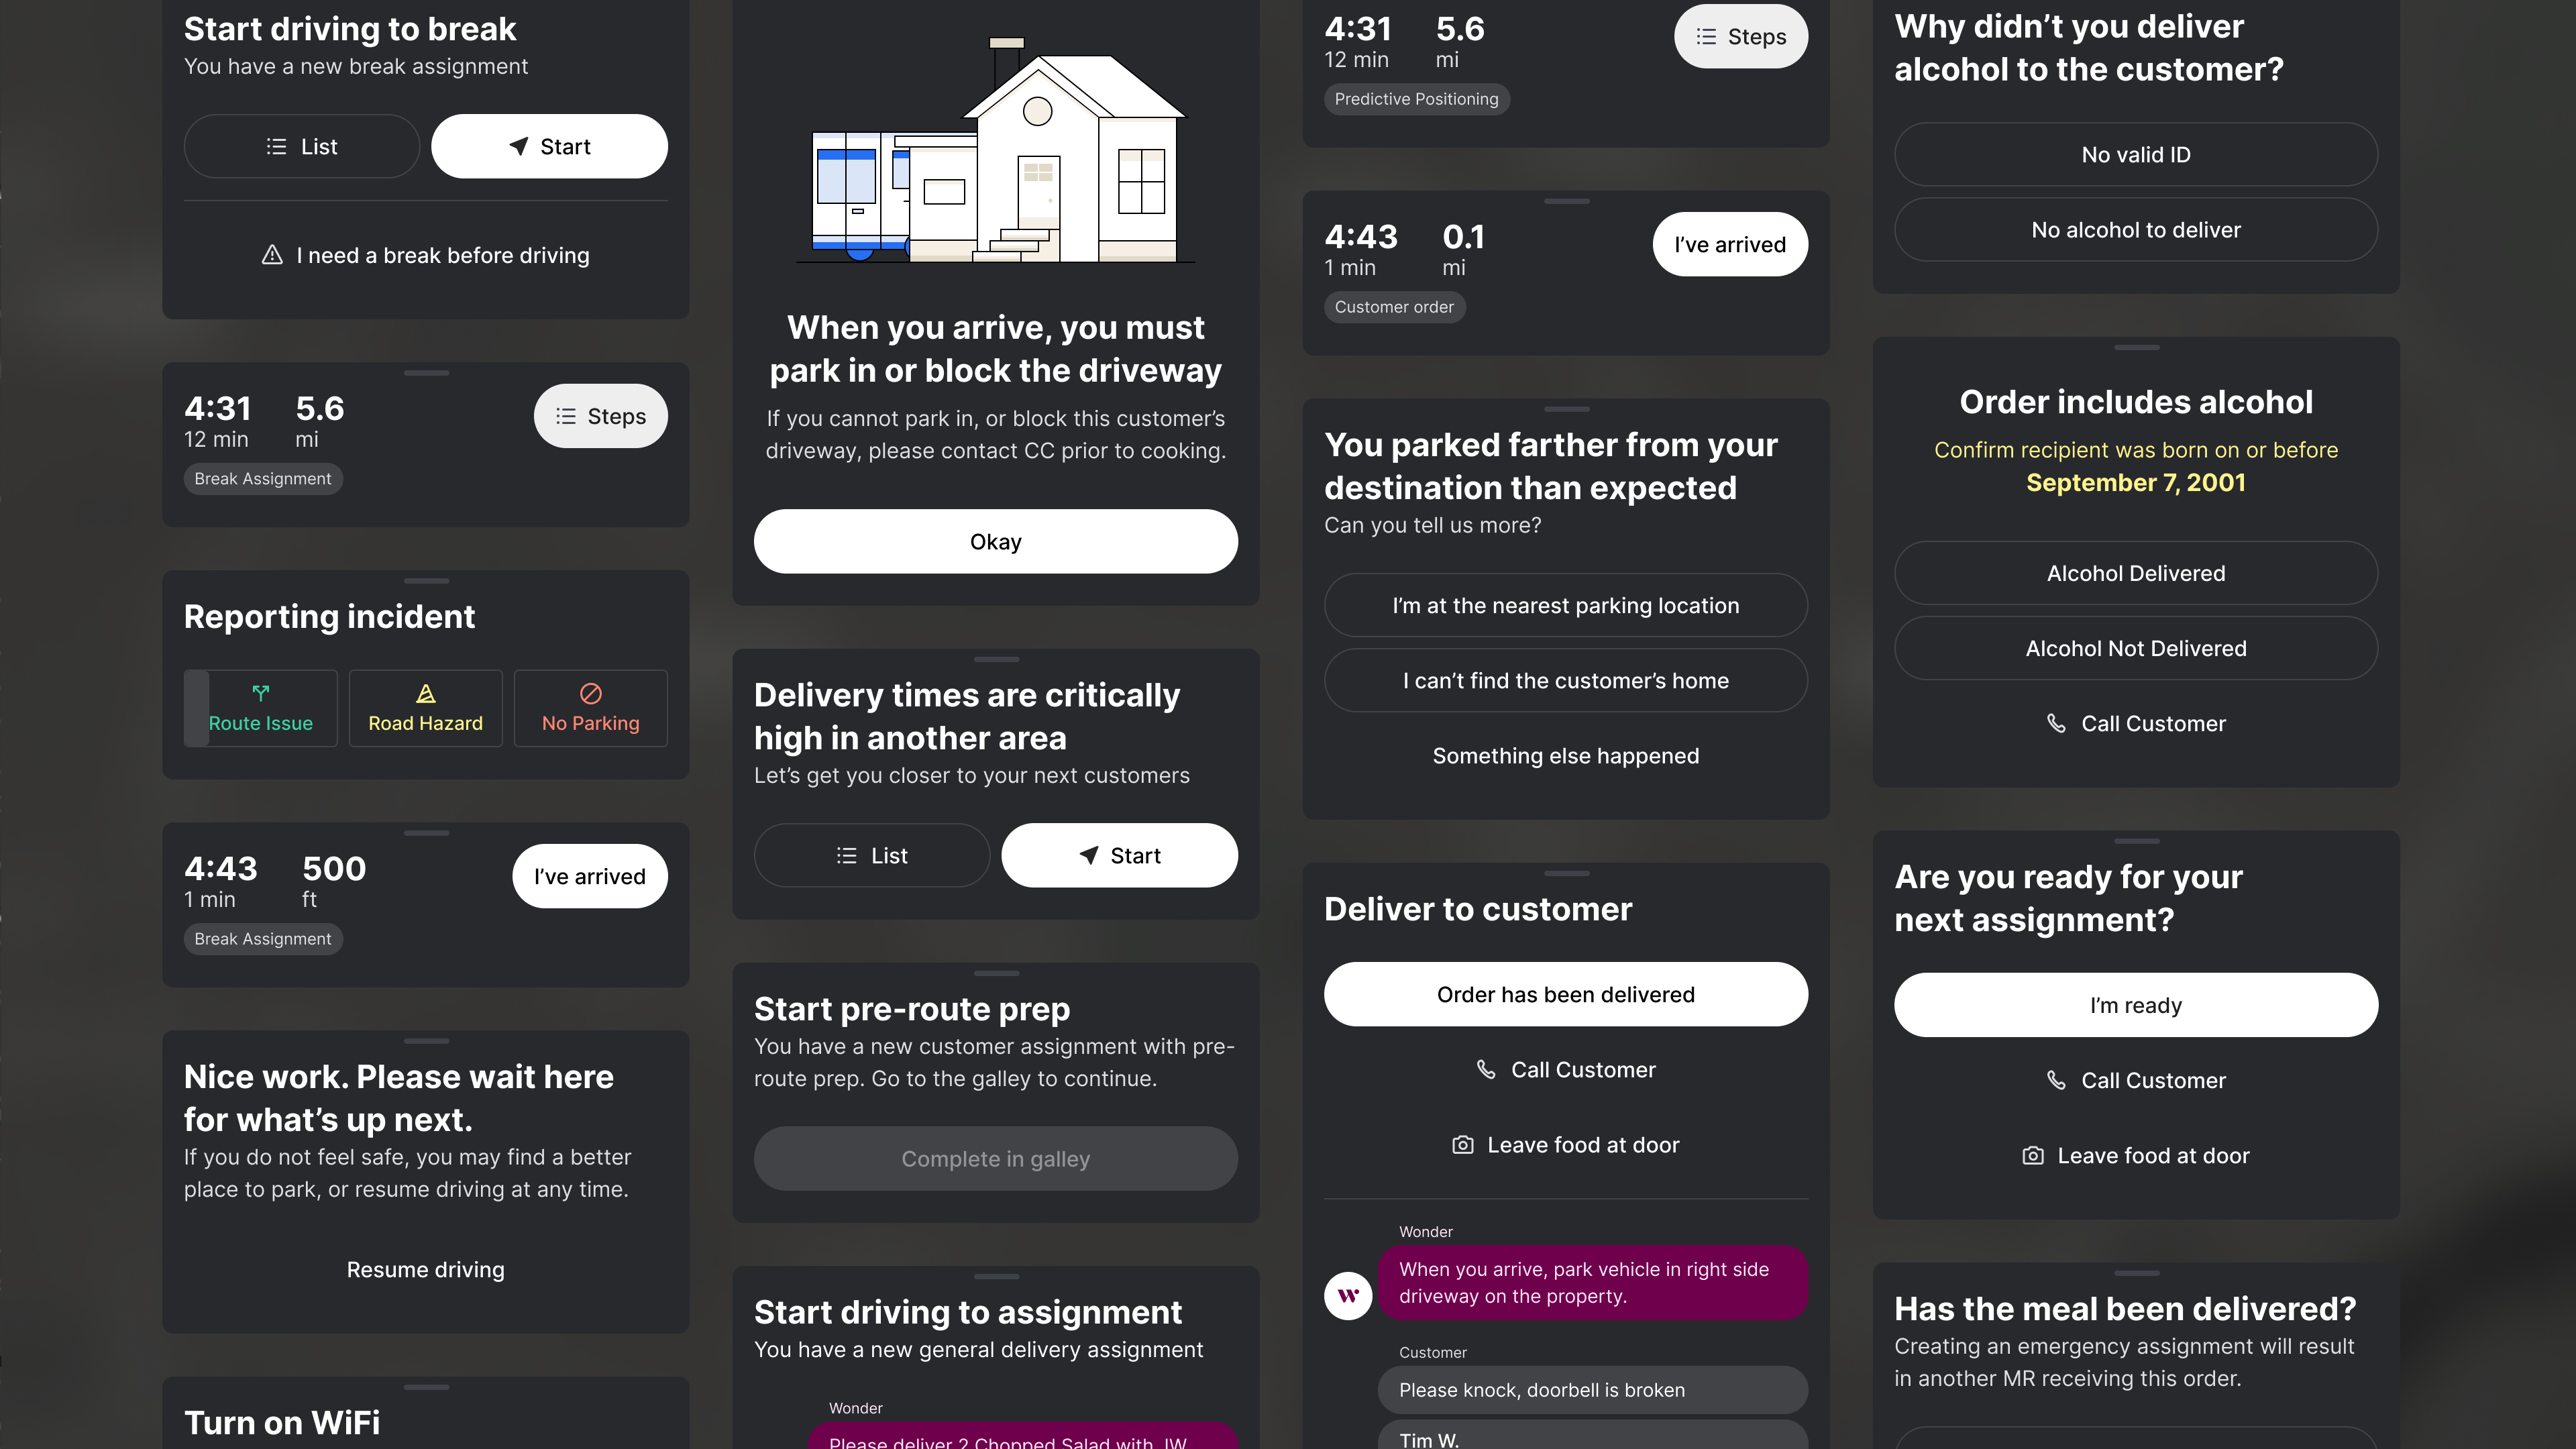 Start driving to break
You have a new break assignment
List
Start
I need a break before driving
4:31
5.6
12 min
mi
Steps
Break Assignment
Reporting incident
Route Issue
Road Hazard
No Parking
4:43
500
1 min
ft
I’ve arrived
Break Assignment
Nice work. Please wait here
for what’s up next.
If you do not feel safe, you may find a better
place to park, or resume driving at any time.
Resume driving
Turn on WiFi
When you arrive, you must
park in or block the driveway
If you cannot park in, or block this customer’s
driveway, please contact CC prior to cooking.
Okay
Delivery times are critically
high in another area
Let’s get you closer to your next customers
List
Start
Start pre-route prep
You have a new customer assignment with pre-
route prep. Go to the galley to continue.
Complete in galley
Start driving to assignment
You have a new general delivery assignment
Wonder
Please deliver 2 Chopped Salad with JW
4:31
5.6
12 min
mi
Steps
Predictive Positioning
4:43
0.1
1 min
mi
I’ve arrived
Customer order
You parked farther from your
destination than expected
Can you tell us more?
I’m at the nearest parking location
I can’t find the customer’s home
Something else happened
Deliver to customer
Order has been delivered
Call Customer
Leave food at door
Wonder
When you arrive, park vehicle in right side
driveway on the property.
Customer
Please knock, doorbell is broken
Tim W.
Why didn’t you deliver
alcohol to the customer?
No valid ID
No alcohol to deliver
Order includes alcohol
Confirm recipient was born on or before
September 7, 2001
Alcohol Delivered
Alcohol Not Delivered
Call Customer
Are you ready for your
next assignment?
I’m ready
Call Customer
Leave food at door
Has the meal been delivered?
Creating an emergency assignment will result
in another MR receiving this order.